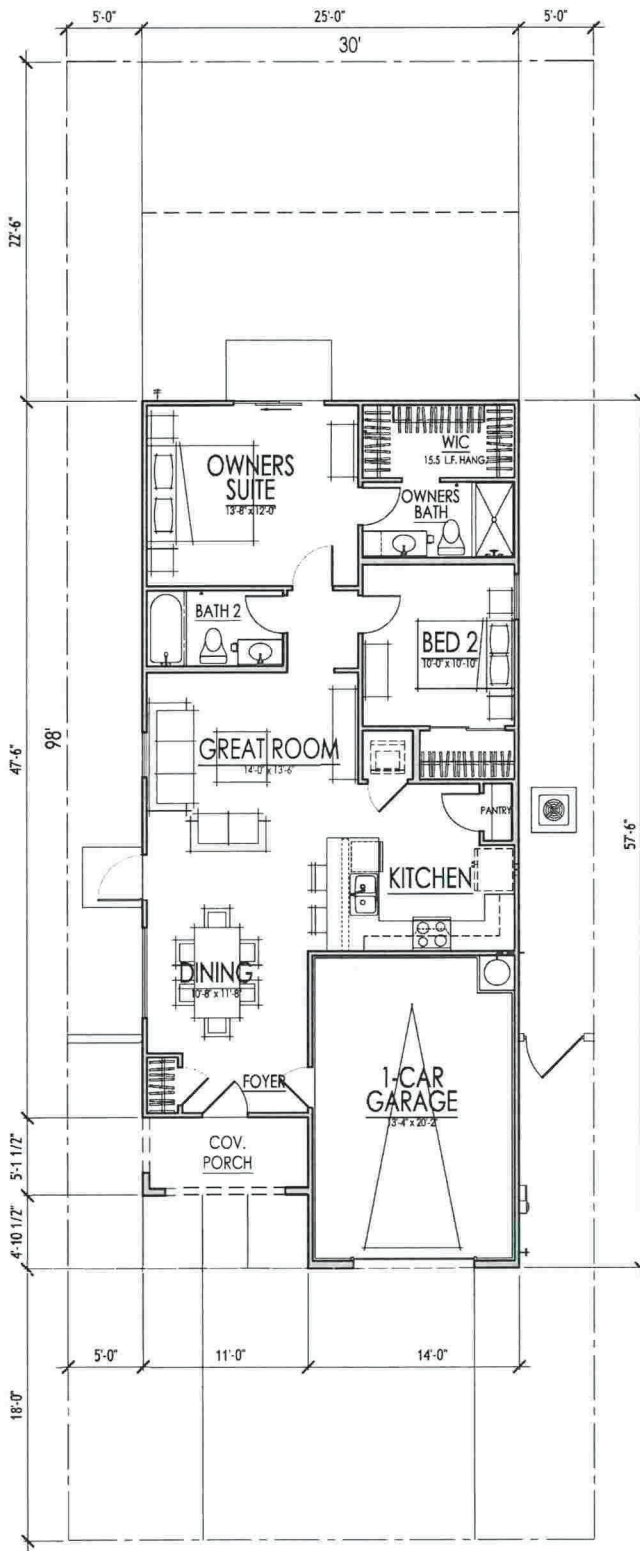 5'-0" 25'-0" 5'-0"
30'
22'-6"
OWNERS
SUITE
13'-8" x 12'-0"
WIC
15.5 L.F. HANG.
OWNERS
BATH
BATH 2
BED 2
10'-0" x 10'-10"
47'-6"
98'
GREAT ROOM
14'-0" x 13'-6"
PANTRY
57'-6"
KITCHEN
DINING
10'-8" x 11'-8"
FOYER
1-CAR
GARAGE
13'-4" x 20'-2"
COV.
PORCH
5'-1 1/2"
4'-10 1/2"
5'-0" 11'-0" 14'-0"
18'-0"